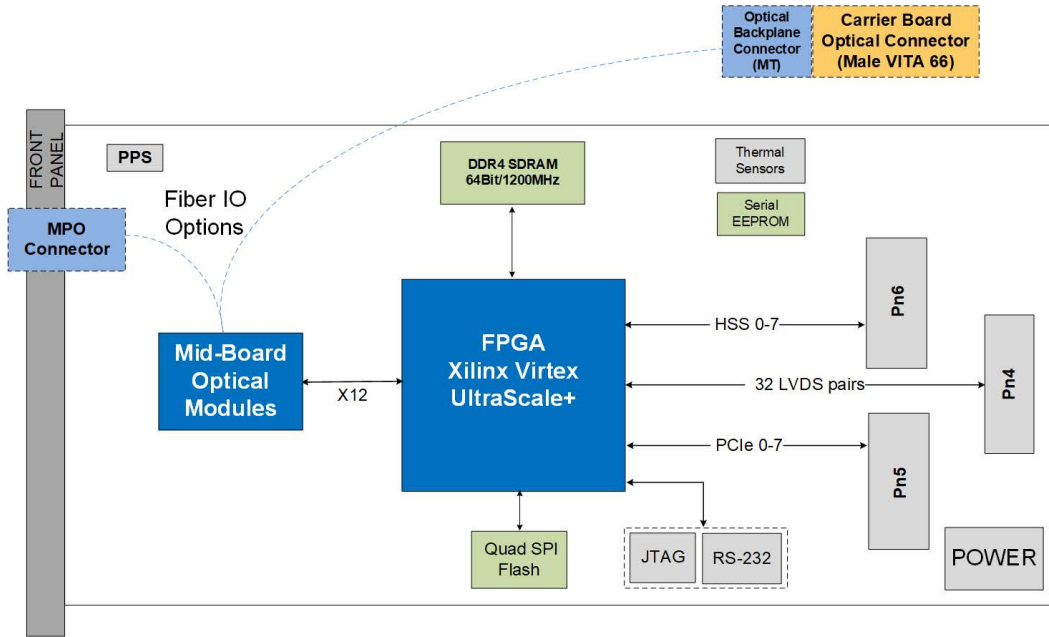 Optical
Backplane
Connector
(MT)
Carrier Board
Optical Connector
(Male VITA 66)
FRONT
PANEL
PPS
DDR4 SDRAM
64Bit/1200MHz
Thermal
Sensors
Serial
EEPROM
Fiber IO
Options
MPO
Connector
Mid-Board
Optical
Modules
X12
FPGA
Xilinx Virtex
UltraScale+
HSS 0-7
Pn6
32 LVDS pairs
Pn4
PCIe 0-7
Pn5
Quad SPI
Flash
JTAG
RS-232
POWER